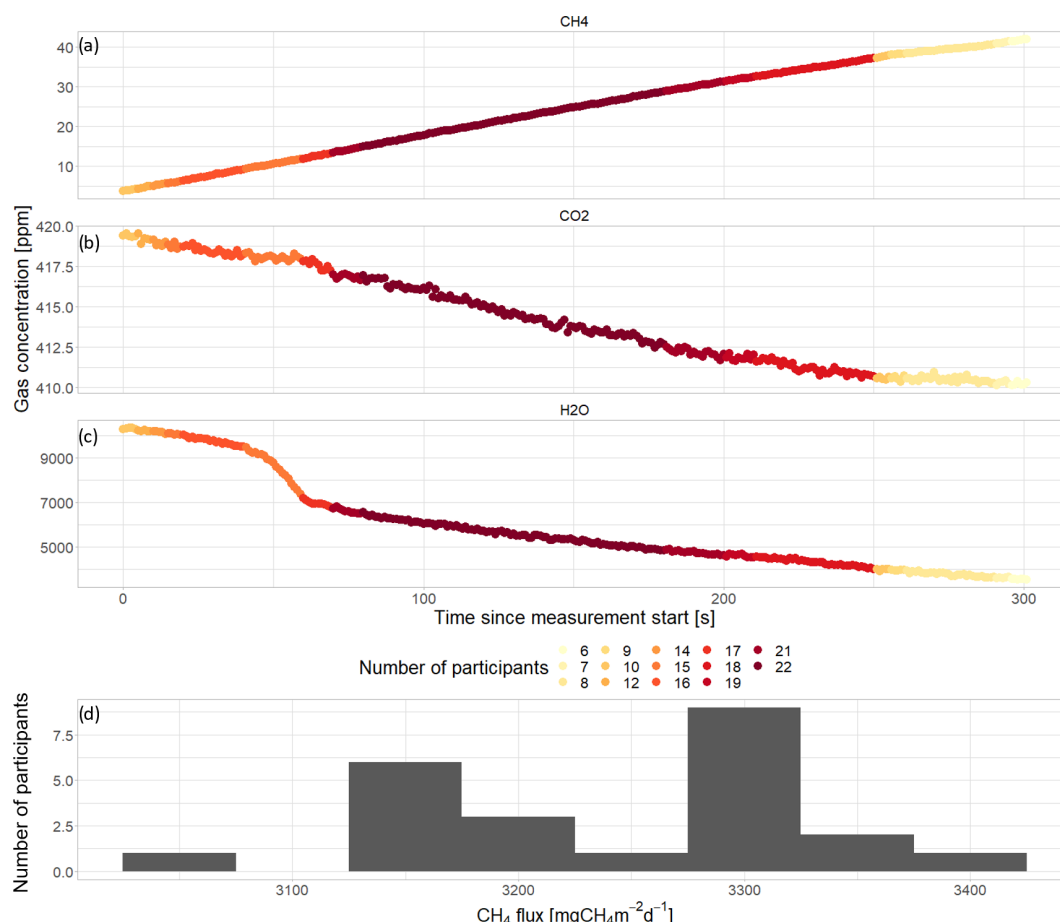 CH4
(a)
40
30
20
10
CO2
(b)
420.0
417.5
415.0
412.5
410.0
Gas concentration [ppm]
H2O
(c)
9000
7000
5000
0 100 200 300
Time since measurement start [s]
Number of participants
6 9 14 17 21
7 10 15 18 22
8 12 16 19
(d)
Number of participants
7.5
5.0
2.5
0.0
3100 3200 3300 3400
CH₄ flux [mgCH₄m⁻²d⁻¹]